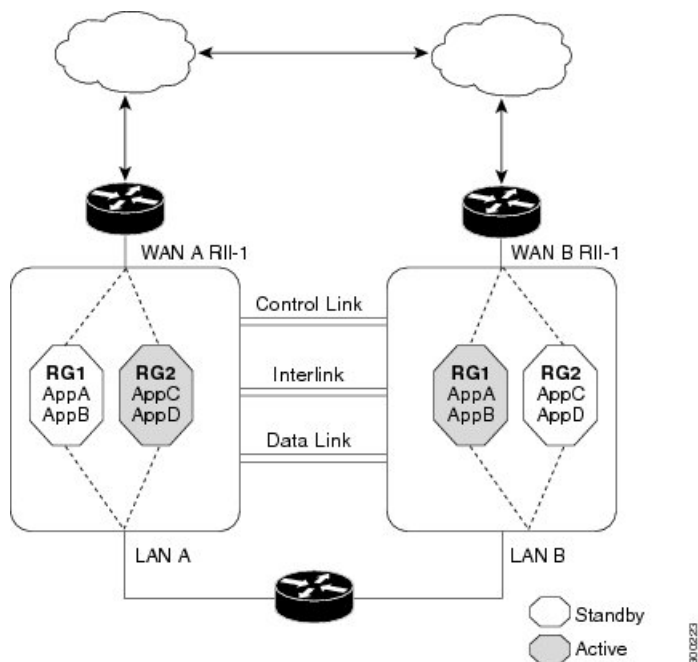 WAN A RII-1
WAN B RII-1
Control Link
RG1
AppA
AppB
RG2
AppC
AppD
Interlink
RG1
AppA
AppB
RG2
AppC
AppD
Data Link
LAN A
LAN B
Standby
Active